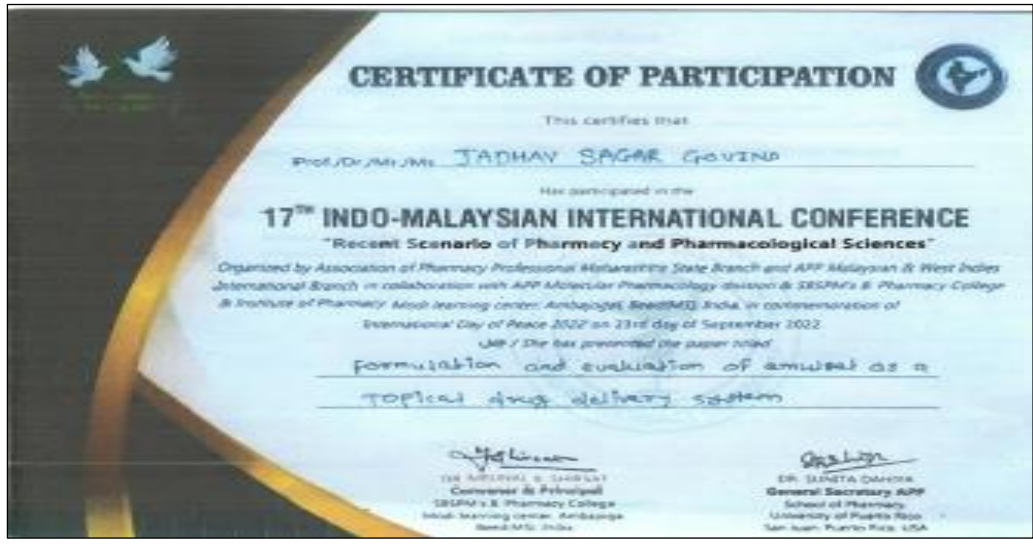 CERTIFICATE OF PARTICIPATION
This certifies that
Prof./Dr./Mr./Ms. JADHAV SAGAR GOVIND
Has participated in the
17TH INDO-MALAYSIAN INTERNATIONAL CONFERENCE
"Recent Scenario of Pharmacy and Pharmacological Sciences"
Organized by Association of Pharmacy Professional Maharashtra State Branch and APP Malaysian & West Indies
International Branch in collaboration with APP Molecular Pharmacology division & SBSPM's B. Pharmacy College
& Institute of Pharmacy Modi learning center, Ambajogai, Beed(MS), India, in commemoration of
International Day of Peace 2022 on 23rd day of September 2022
He / She has presented the paper titled
Formulation and evaluation of emulgel as a
Topical drug delivery system
Convener & Principal
SBSPM's B. Pharmacy College
Modi learning center, Ambajogai
Beed(MS), India
DR. SUNITA DAHIYA
General Secretary APP
School of Pharmacy
University of Puerto Rico
San Juan, Puerto Rico, USA